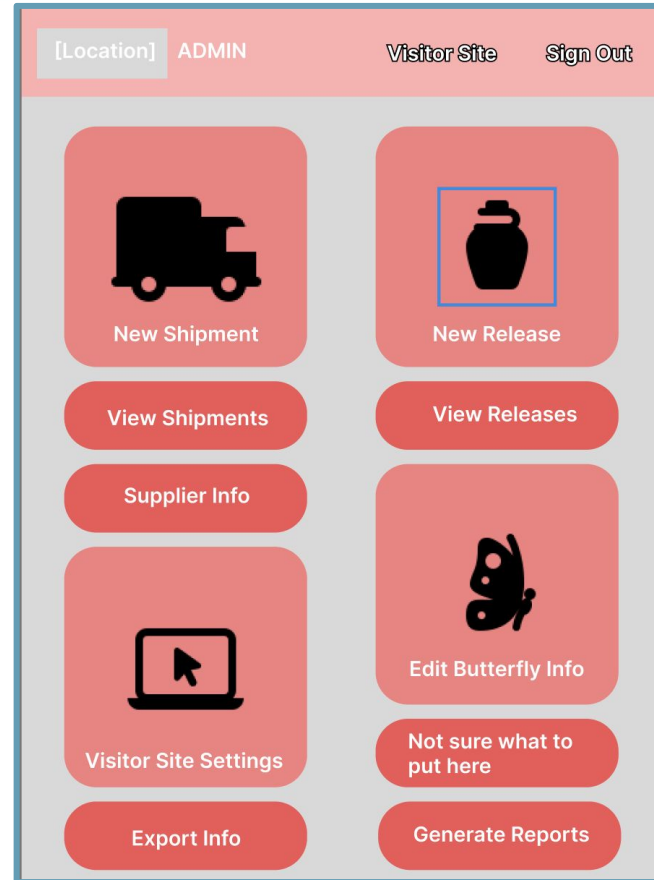 [Location] ADMIN Visitor Site Sign Out
New Shipment
New Release
View Shipments
View Releases
Supplier Info
Edit Butterfly Info
Visitor Site Settings
Not sure what to
put here
Export Info
Generate Reports